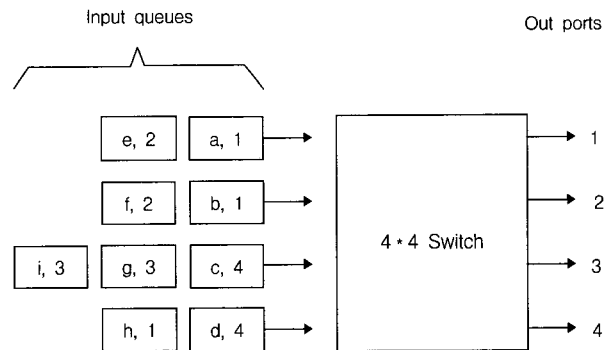 Input queues
Out ports
e, 2
a, 1
1
f, 2
b, 1
2
4 * 4 Switch
i, 3
g, 3
c, 4
3
h, 1
d, 4
4